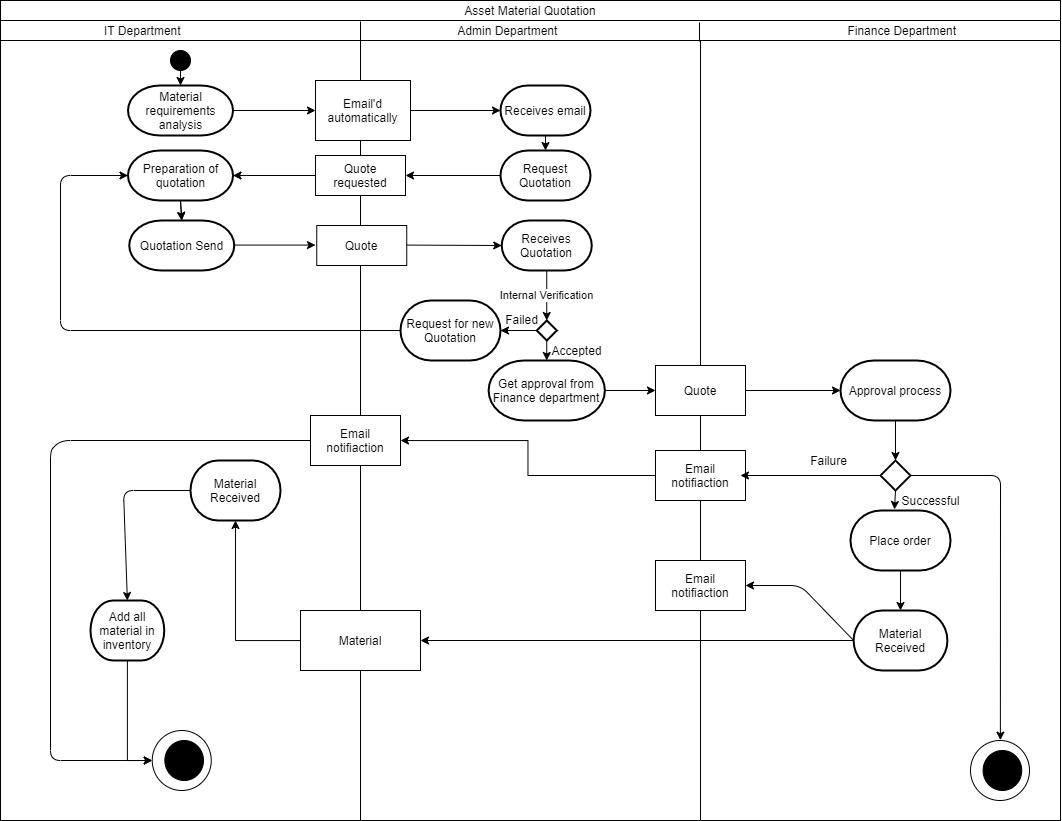 Asset Material Quotation
IT Department
Admin Department
Finance Department
Material
requirements
analysis
Email'd
automatically
Receives email
Preparation of
quotation
Quote
requested
Request
Quotation
Quotation Send
Quote
Receives
Quotation
Internal Verification
Request for new
Quotation
Failed
Accepted
Get approval from
Finance department
Quote
Approval process
Email
notifiaction
Email
notifiaction
Failure
Successful
Material
Received
Place order
Email
notifiaction
Add all
material in
inventory
Material
Material
Received